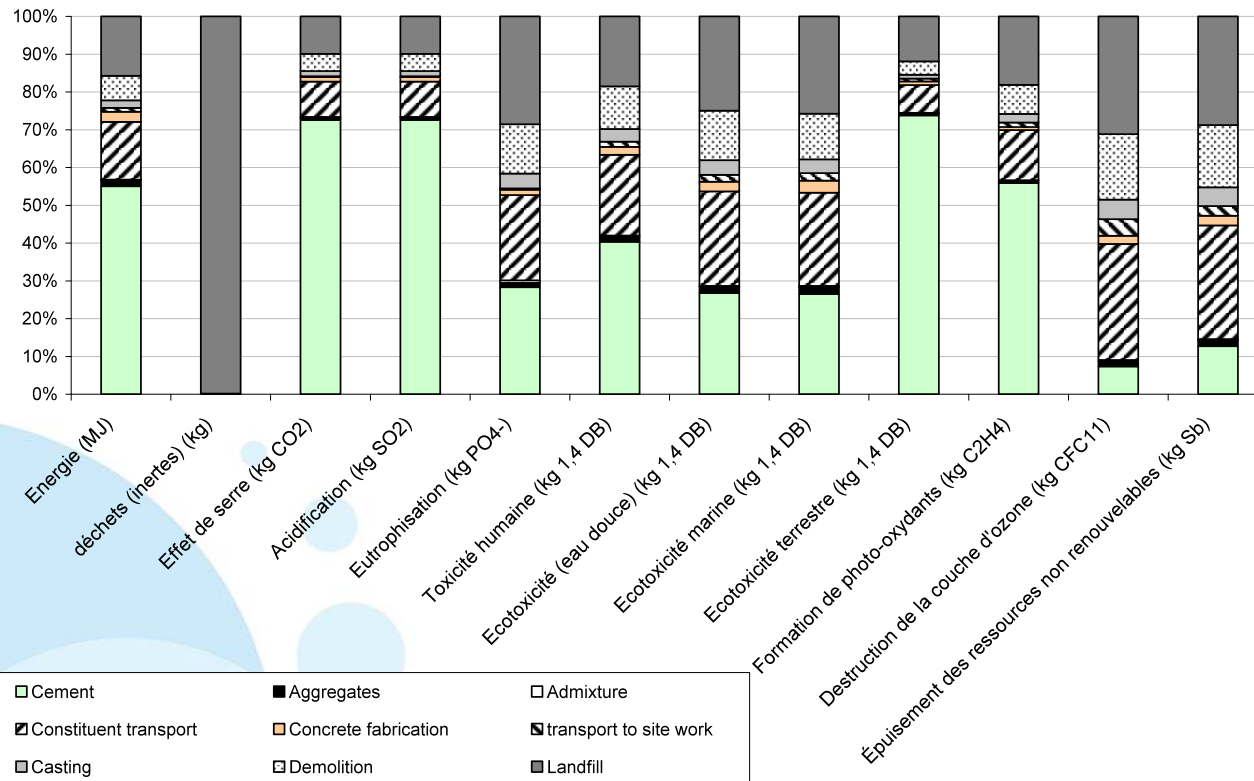 100%
90%
80%
70%
60%
50%
40%
30%
20%
10%
0%
Energie (MJ)
déchets (inertes) (kg)
Effet de serre (kg CO2)
Acidification (kg SO2)
Eutrophisation (kg PO4-)
Toxicité humaine (kg 1,4 DB)
Ecotoxicité (eau douce) (kg 1,4 DB)
Ecotoxicité marine (kg 1,4 DB)
Ecotoxicité terrestre (kg 1,4 DB)
Formation de photo-oxydants (kg C2H4)
Destruction de la couche d'ozone (kg CFC11)
Épuisement des ressources non renouvelables (kg Sb)
Cement Aggregates Admixture
Constituent transport Concrete fabrication transport to site work
Casting Demolition Landfill